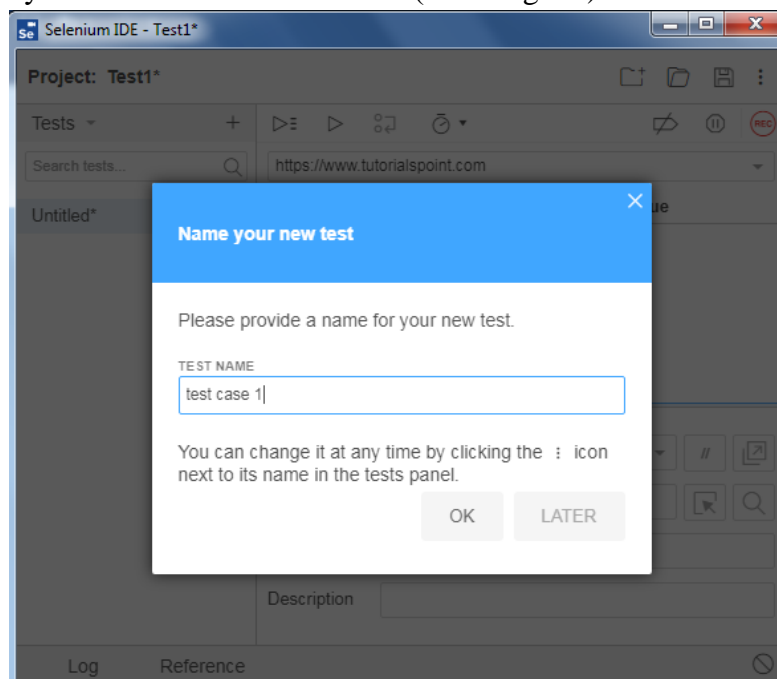 Se Selenium IDE - Test1*
Project: Test1*
Tests
REC
Search tests...
https://www.tutorialspoint.com
Untitled*
ue
Name your new test
Please provide a name for your new test.
TEST NAME
test case 1
You can change it at any time by clicking the ⋮ icon
next to its name in the tests panel.
OK LATER
//
Description
Log Reference